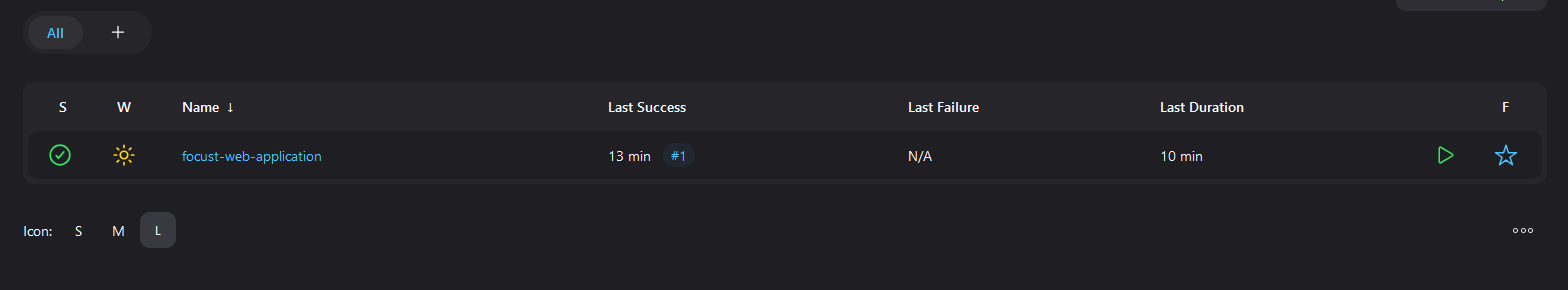 All +
S W Name ↓ Last Success Last Failure Last Duration F
focust-web-application 13 min #1 N/A 10 min
Icon: S M L